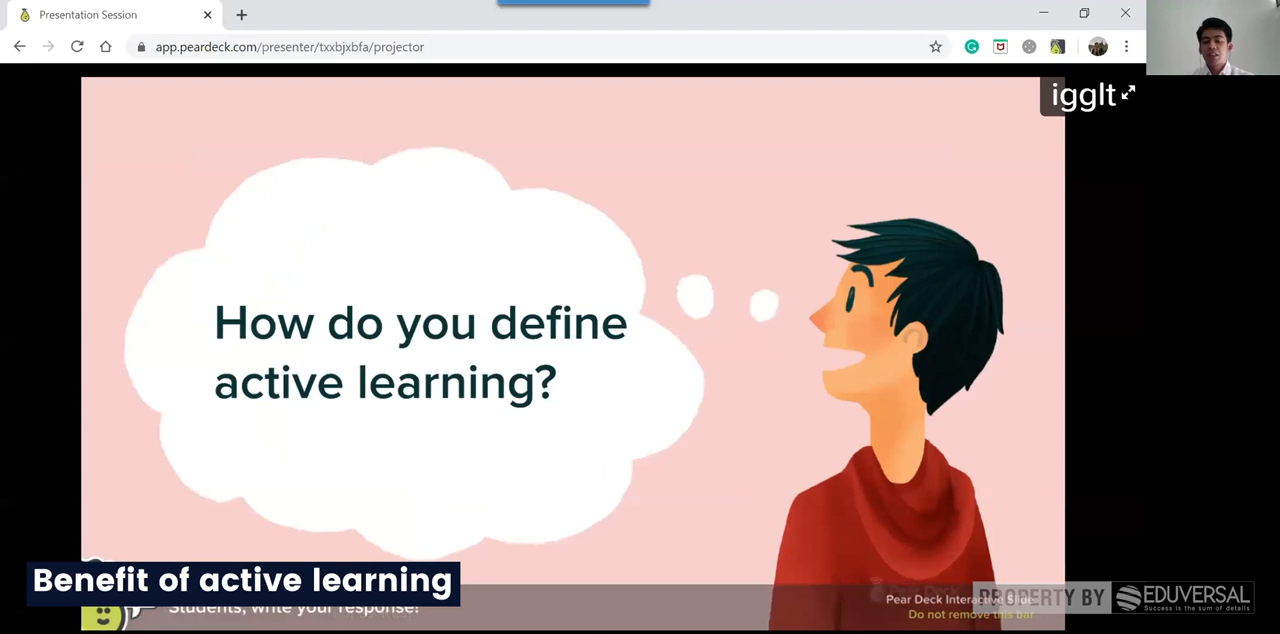 Presentation Session
app.peardeck.com/presenter/txxbjxbfa/projector
igglt
How do you define
active learning?
Benefit of active learning
Students, write your response!
Pear Deck Interactive Slide
Do not remove this bar
PROPERTY BY
EDUVERSAL
Success is the sum of details